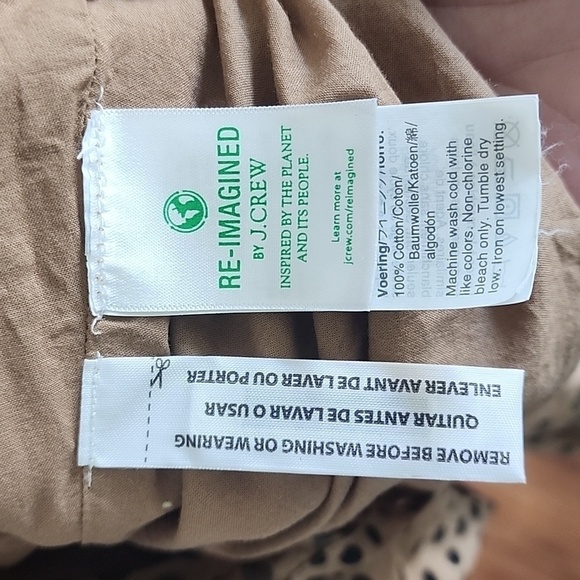 RE-IMAGINED
BY J.CREW
INSPIRED BY THE PLANET
AND ITS PEOPLE.
Learn more at
jcrew.com/reimagined
Voering/
100% Cotton/Coton/
Baumwolle/Katoen/綿/
algodón
Machine wash cold with
like colors. Non-chlorine
bleach only. Tumble dry
low. Iron on lowest setting.
REMOVE BEFORE WASHING OR WEARING
QUITAR ANTES DE LAVAR O USAR
ENLEVER AVANT DE LAVER OU PORTER